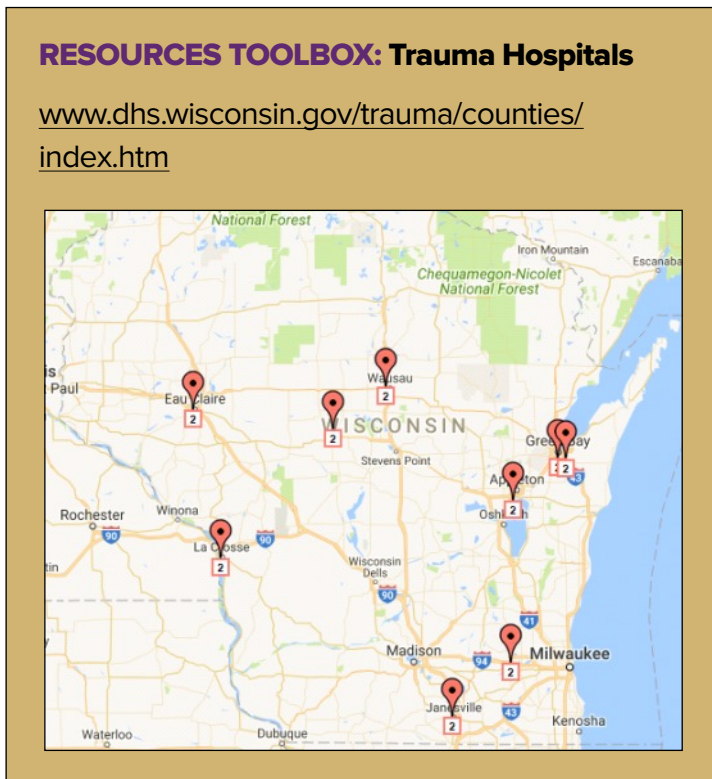 RESOURCES TOOLBOX: Trauma Hospitals
www.dhs.wisconsin.gov/trauma/counties/
index.htm
National Forest
Iron Mountain
Escanaba
Chequamegon-Nicolet
National Forest
Wausau
Paul
Eau Claire
2
2
WISCONSIN
2
Green Bay
Stevens Point
2
43
Appleton
2
Rochester
Winona
Oshkosh
90
La Crosse
90
2
Wisconsin
Dells
90
41
Madison
94
Milwaukee
2
Janesville
43
2
Kenosha
Waterloo
Dubuque